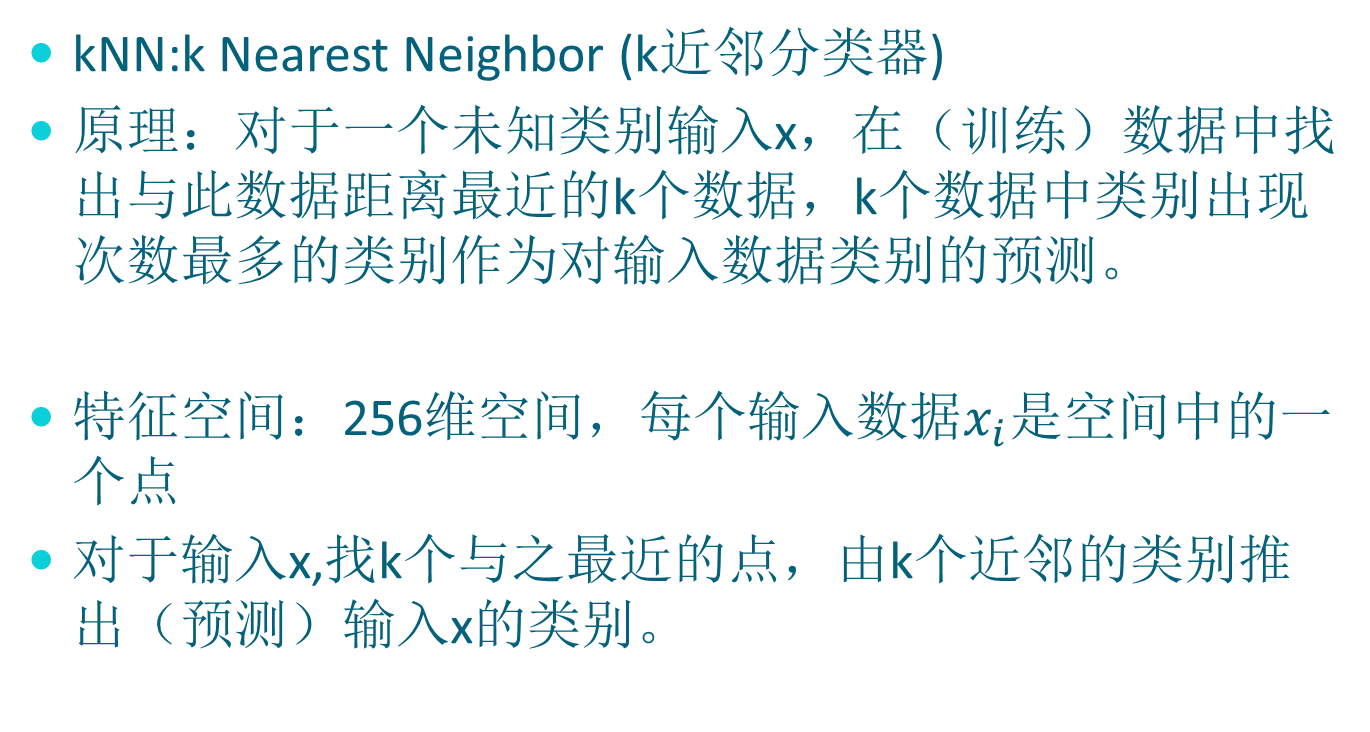 • kNN:k Nearest Neighbor (k近邻分类器)
• 原理：对于一个未知类别输入x，在（训练）数据中找
出与此数据距离最近的k个数据，k个数据中类别出现
次数最多的类别作为对输入数据类别的预测。
• 特征空间：256维空间，每个输入数据𝑥ᵢ是空间中的一
个点
• 对于输入x,找k个与之最近的点，由k个近邻的类别推
出（预测）输入x的类别。